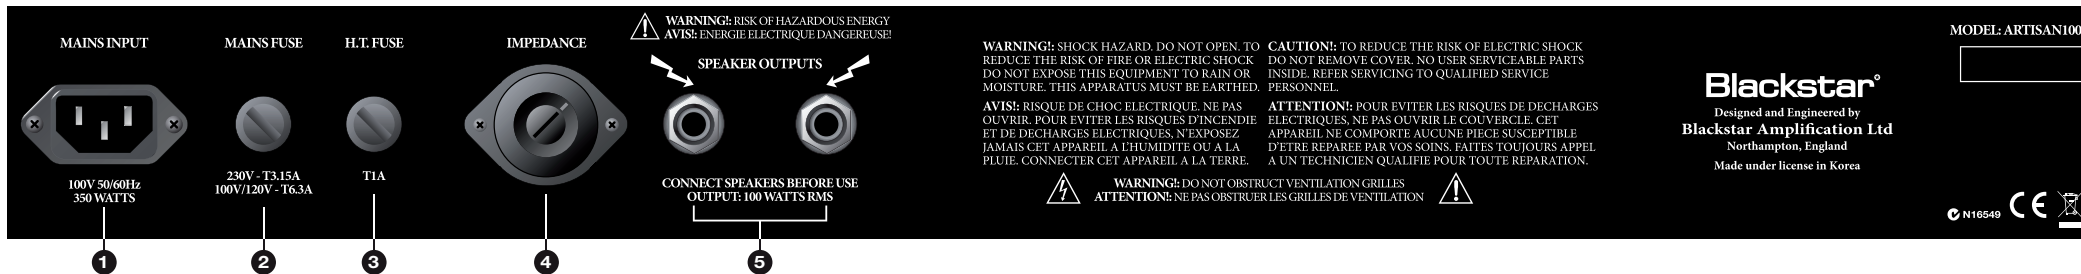 MAINS INPUT
100V 50/60Hz
350 WATTS
1
MAINS FUSE
230V - T3.15A
100V/120V - T6.3A
2
H.T. FUSE
T1A
3
IMPEDANCE
4
WARNING!: RISK OF HAZARDOUS ENERGY
AVIS!: ENERGIE ELECTRIQUE DANGEREUSE!
SPEAKER OUTPUTS
CONNECT SPEAKERS BEFORE USE
OUTPUT: 100 WATTS RMS
5
WARNING!: SHOCK HAZARD. DO NOT OPEN. TO
REDUCE THE RISK OF FIRE OR ELECTRIC SHOCK
DO NOT EXPOSE THIS EQUIPMENT TO RAIN OR
MOISTURE. THIS APPARATUS MUST BE EARTHED.
AVIS!: RISQUE DE CHOC ELECTRIQUE. NE PAS
OUVRIR. POUR EVITER LES RISQUES D'INCENDIE
ET DE DECHARGES ELECTRIQUES, N'EXPOSEZ
JAMAIS CET APPAREIL A L'HUMIDITE OU A LA
PLUIE. CONNECTER CET APPAREIL A LA TERRE.
CAUTION!: TO REDUCE THE RISK OF ELECTRIC SHOCK
DO NOT REMOVE COVER. NO USER SERVICEABLE PARTS
INSIDE. REFER SERVICING TO QUALIFIED SERVICE
PERSONNEL.
ATTENTION!: POUR EVITER LES RISQUES DE DECHARGES
ELECTRIQUES, NE PAS OUVRIR LE COUVERCLE. CET
APPAREIL NE COMPORTE AUCUNE PIECE SUSCEPTIBLE
D'ETRE REPAREE PAR VOS SOINS. FAITES TOUJOURS APPEL
A UN TECHNICIEN QUALIFIE POUR TOUTE REPARATION.
WARNING!: DO NOT OBSTRUCT VENTILATION GRILLES
ATTENTION!: NE PAS OBSTRUER LES GRILLES DE VENTILATION
Blackstar
Designed and Engineered by
Blackstar Amplification Ltd
Northampton, England
Made under license in Korea
MODEL: ARTISAN100
N16549 CE